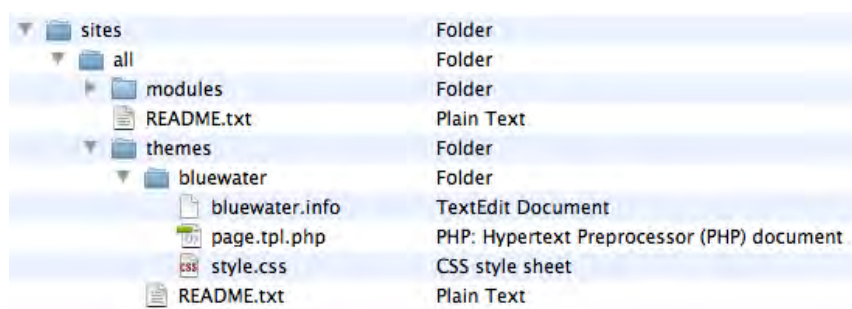 sites Folder
all Folder
modules Folder
README.txt Plain Text
themes Folder
bluewater Folder
bluewater.info TextEdit Document
page.tpl.php PHP: Hypertext Preprocessor (PHP) document
css style.css CSS style sheet
README.txt Plain Text